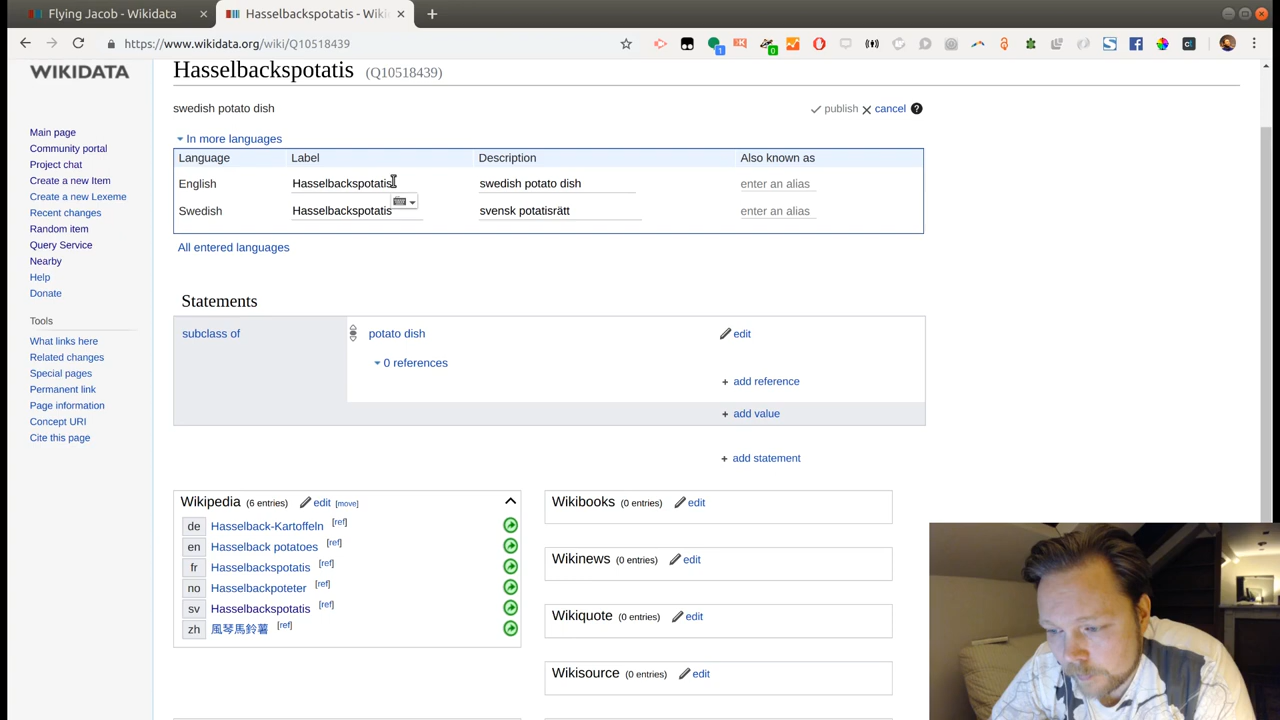 Flying Jacob - Wikidata
Hasselbackspotatis - Wiki
https://www.wikidata.org/wiki/Q10518439
1
0
WIKIDATA
Main page
Community portal
Project chat
Create a new Item
Create a new Lexeme
Recent changes
Random item
Query Service
Nearby
Help
Donate
Tools
What links here
Related changes
Special pages
Permanent link
Page information
Concept URI
Cite this page
Hasselbackspotatis (Q10518439)
swedish potato dish
publish cancel
In more languages
Language Label Description Also known as
English Hasselbackspotatis swedish potato dish enter an alias
Swedish Hasselbackspotatis svensk potatisrätt enter an alias
All entered languages
Statements
subclass of potato dish edit
0 references
+ add reference
+ add value
+ add statement
Wikipedia (6 entries) edit [move]
de Hasselback-Kartoffeln [ref]
en Hasselback potatoes [ref]
fr Hasselbackspotatis [ref]
no Hasselbackpoteter [ref]
sv Hasselbackspotatis [ref]
zh 風琴馬鈴薯 [ref]
Wikibooks (0 entries) edit
Wikinews (0 entries) edit
Wikiquote (0 entries) edit
Wikisource (0 entries) edit